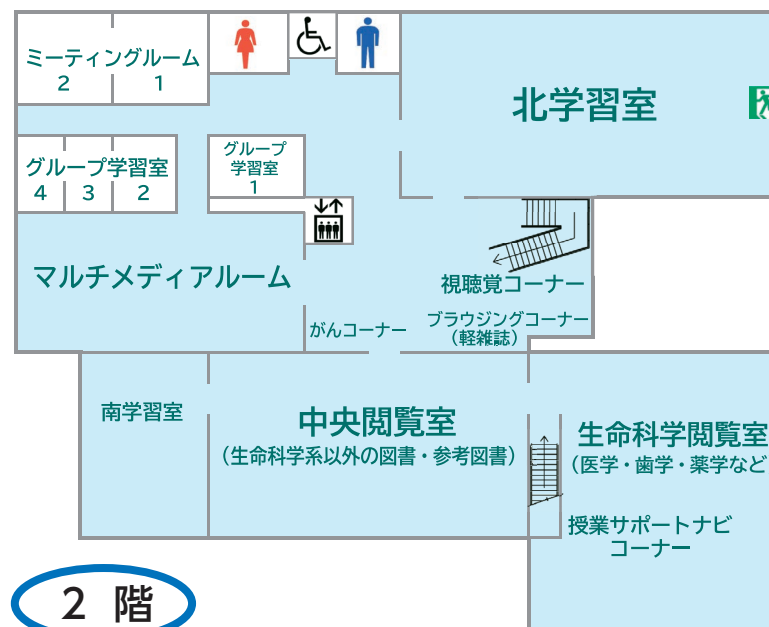 ミーティングルーム
2 1
北学習室
グループ学習室
4 3 2
グループ
学習室
1
マルチメディアルーム
視聴覚コーナー
がんコーナー
ブラウジングコーナー
（軽雑誌）
南学習室
中央閲覧室
（生命科学系以外の図書・参考図書）
生命科学閲覧室
（医学・歯学・薬学など
授業サポートナビ
コーナー
2 階